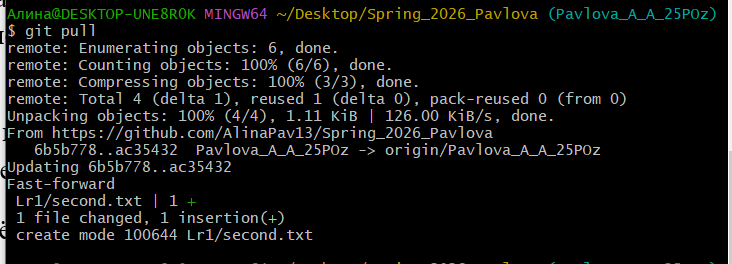 Алина@DESKTOP-UNE8R0K MINGW64 ~/Desktop/Spring_2026_Pavlova (Pavlova_A_A_25POz)
$ git pull
remote: Enumerating objects: 6, done.
remote: Counting objects: 100% (6/6), done.
remote: Compressing objects: 100% (3/3), done.
remote: Total 4 (delta 1), reused 1 (delta 0), pack-reused 0 (from 0)
Unpacking objects: 100% (4/4), 1.11 KiB | 126.00 KiB/s, done.
From https://github.com/AlinaPav13/Spring_2026_Pavlova
   6b5b778..ac35432  Pavlova_A_A_25POz -> origin/Pavlova_A_A_25POz
Updating 6b5b778..ac35432
Fast-forward
 Lr1/second.txt | 1 +
 1 file changed, 1 insertion(+)
 create mode 100644 Lr1/second.txt